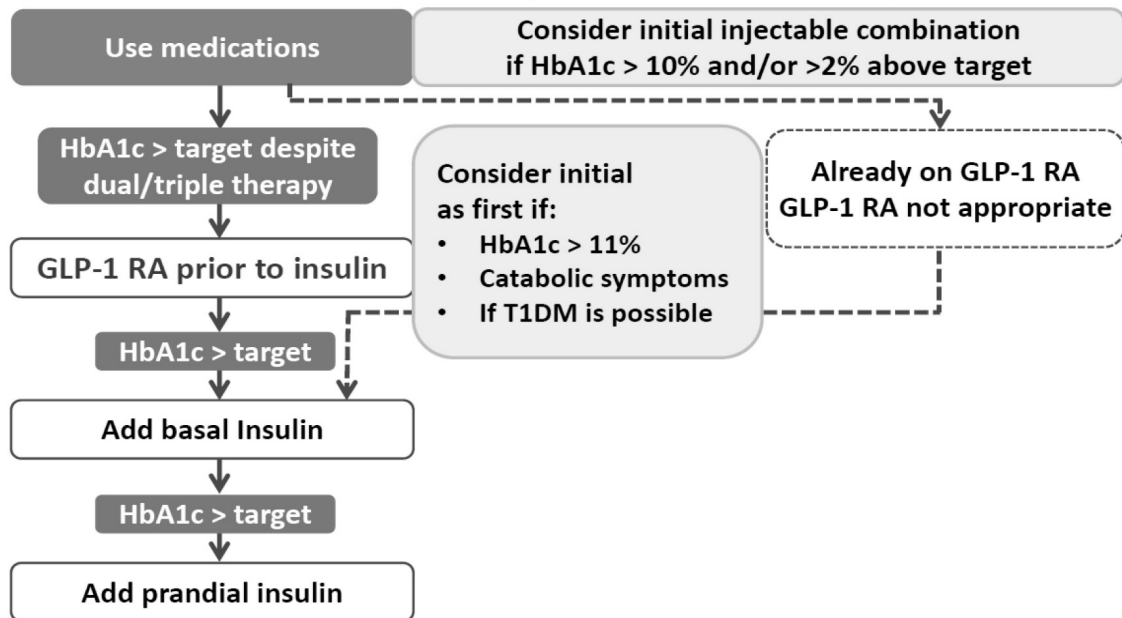 Use medications
Consider initial injectable combination
if HbA1c > 10% and/or >2% above target
HbA1c > target despite
dual/triple therapy
Consider initial
as first if:
• HbA1c > 11%
• Catabolic symptoms
• If T1DM is possible
Already on GLP-1 RA
GLP-1 RA not appropriate
GLP-1 RA prior to insulin
HbA1c > target
Add basal Insulin
HbA1c > target
Add prandial insulin